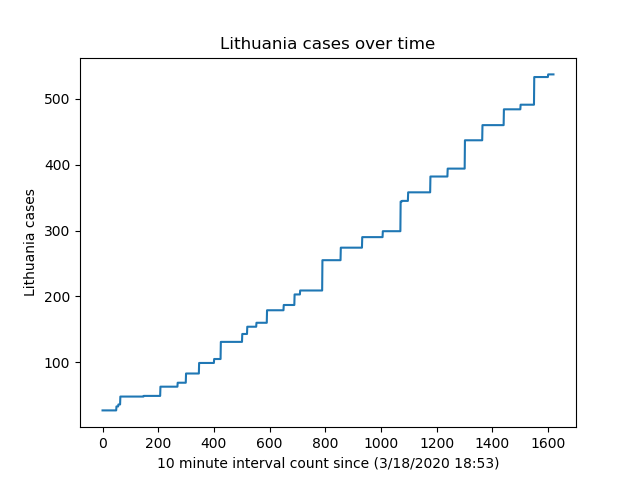 Lithuania cases over time
Lithuania cases
500
400
300
200
100
0 200 400 600 800 1000 1200 1400 1600
10 minute interval count since (3/18/2020 18:53)